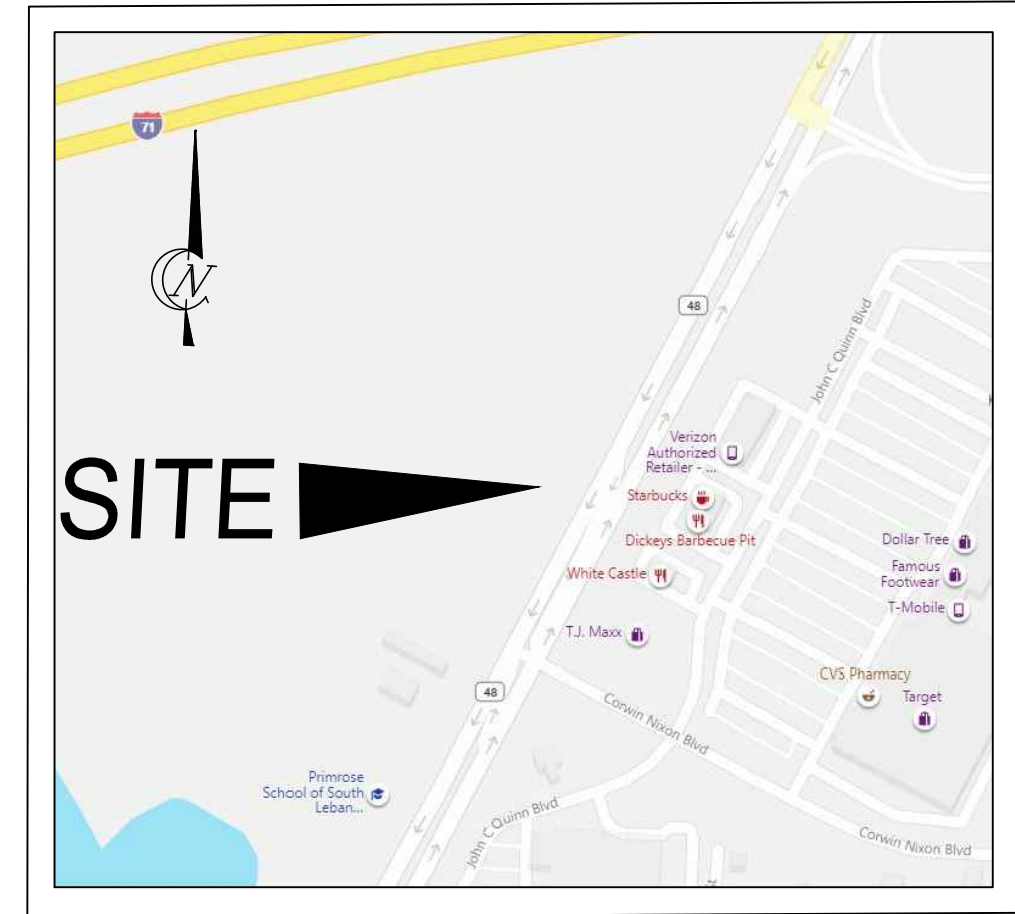 71
N
48
John C Quinn Blvd
SITE
Verizon
Authorized
Retailer - ...
Starbucks
Dickeys Barbecue Pit
White Castle
Dollar Tree
Famous
Footwear
T-Mobile
T.J. Maxx
CVS Pharmacy
Target
48
Corwin Nixon Blvd
Primrose
School of South
Leban...
John C Quinn Blvd
Corwin Nixon Blvd